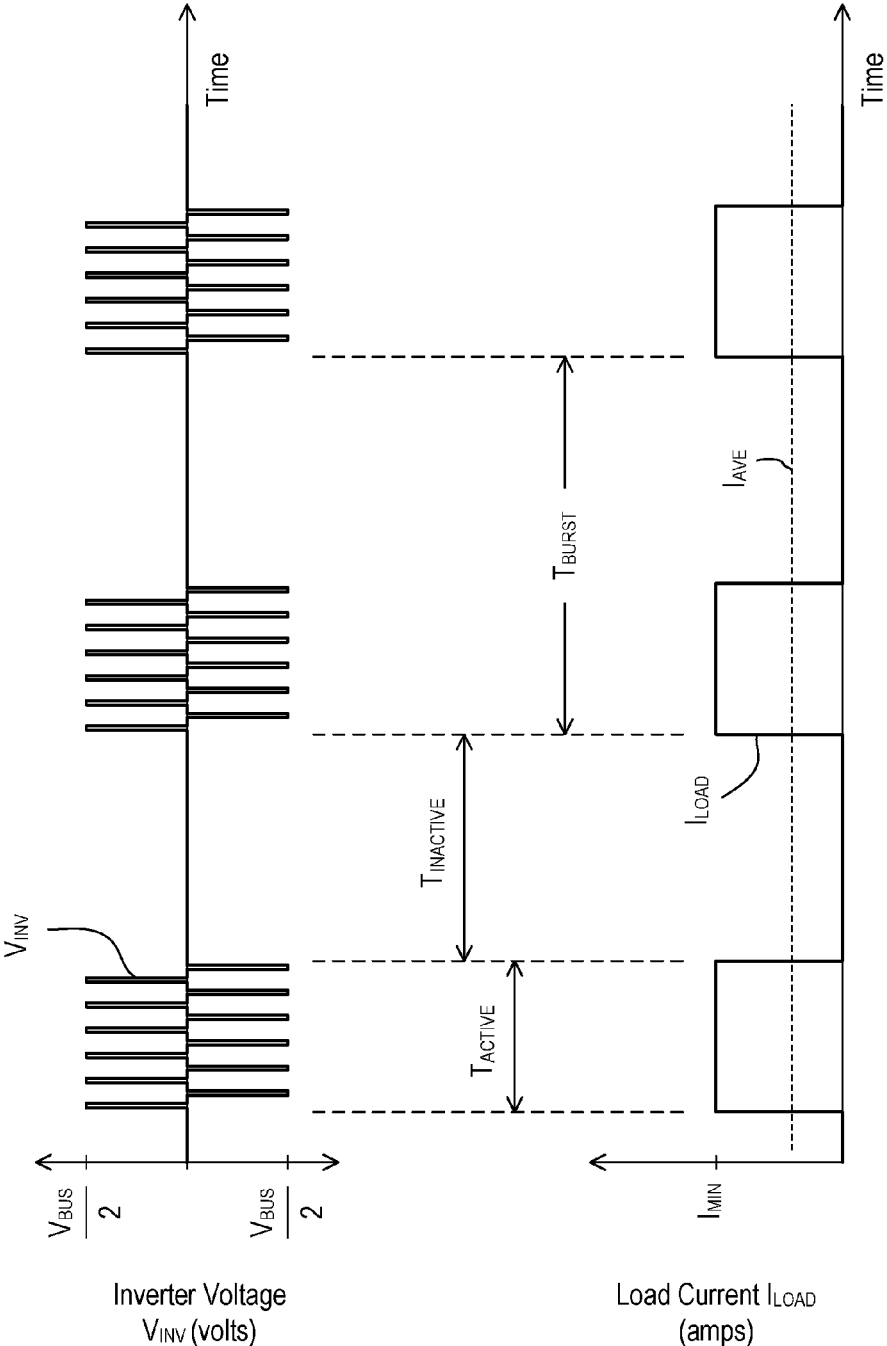 Time
Time
V_INV
I_AVE
T_BURST
I_LOAD
T_INACTIVE
T_ACTIVE
V_BUS
2
V_BUS
2
I_MIN
Inverter Voltage
V_INV (volts)
Load Current I_LOAD
(amps)